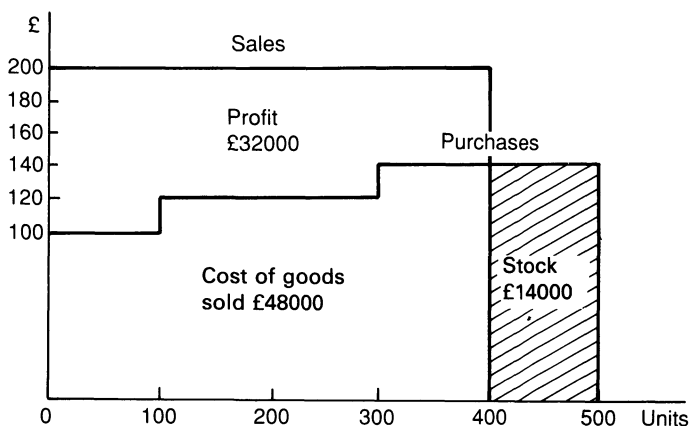 £
Sales
200
180
Profit
£32000
160
Purchases
140
120
100
Cost of goods
sold £48000
Stock
£14000
0 100 200 300 400 500 Units